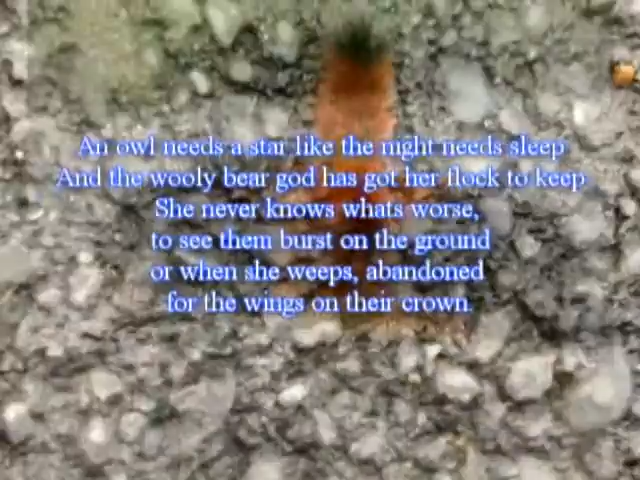 An owl needs a star like the night needs sleep
And the wooly bear god has got her flock to keep
She never knows whats worse,
to see them burst on the ground
or when she weeps, abandoned
for the wings on their crown.